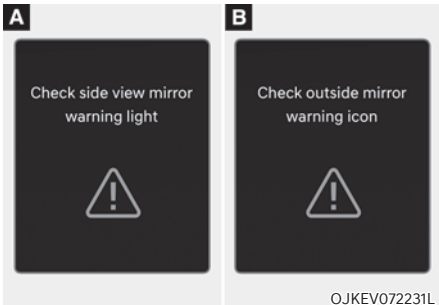 A
Check side view mirror
warning light
B
Check outside mirror
warning icon
OJKEV072231L